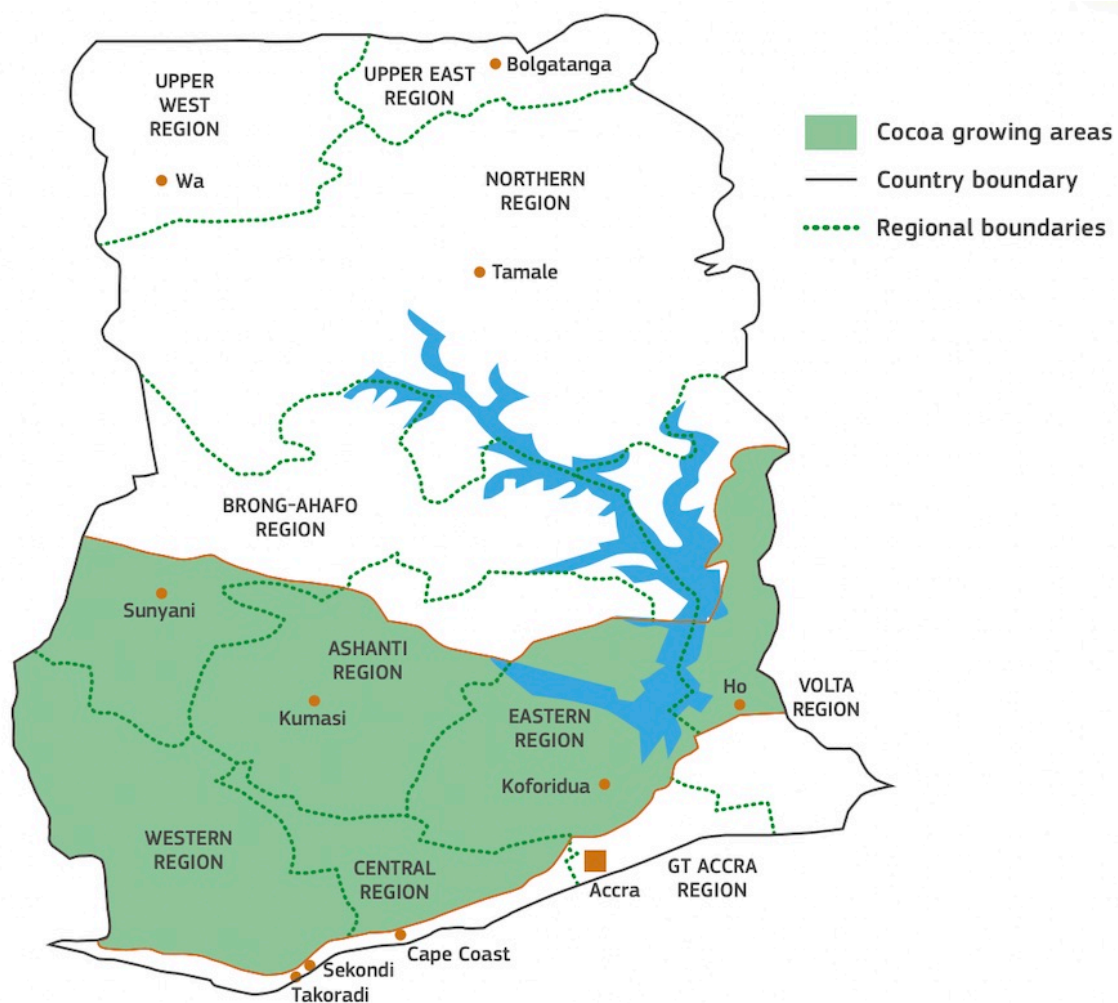 Bolgatanga
UPPER EAST
REGION
UPPER
WEST
REGION
Wa
NORTHERN
REGION
Tamale
Cocoa growing areas
Country boundary
Regional boundaries
BRONG-AHAFO
REGION
Sunyani
ASHANTI
REGION
Kumasi
EASTERN
REGION
Koforidua
Ho
VOLTA
REGION
WESTERN
REGION
CENTRAL
REGION
Accra
GT ACCRA
REGION
Cape Coast
Sekondi
Takoradi